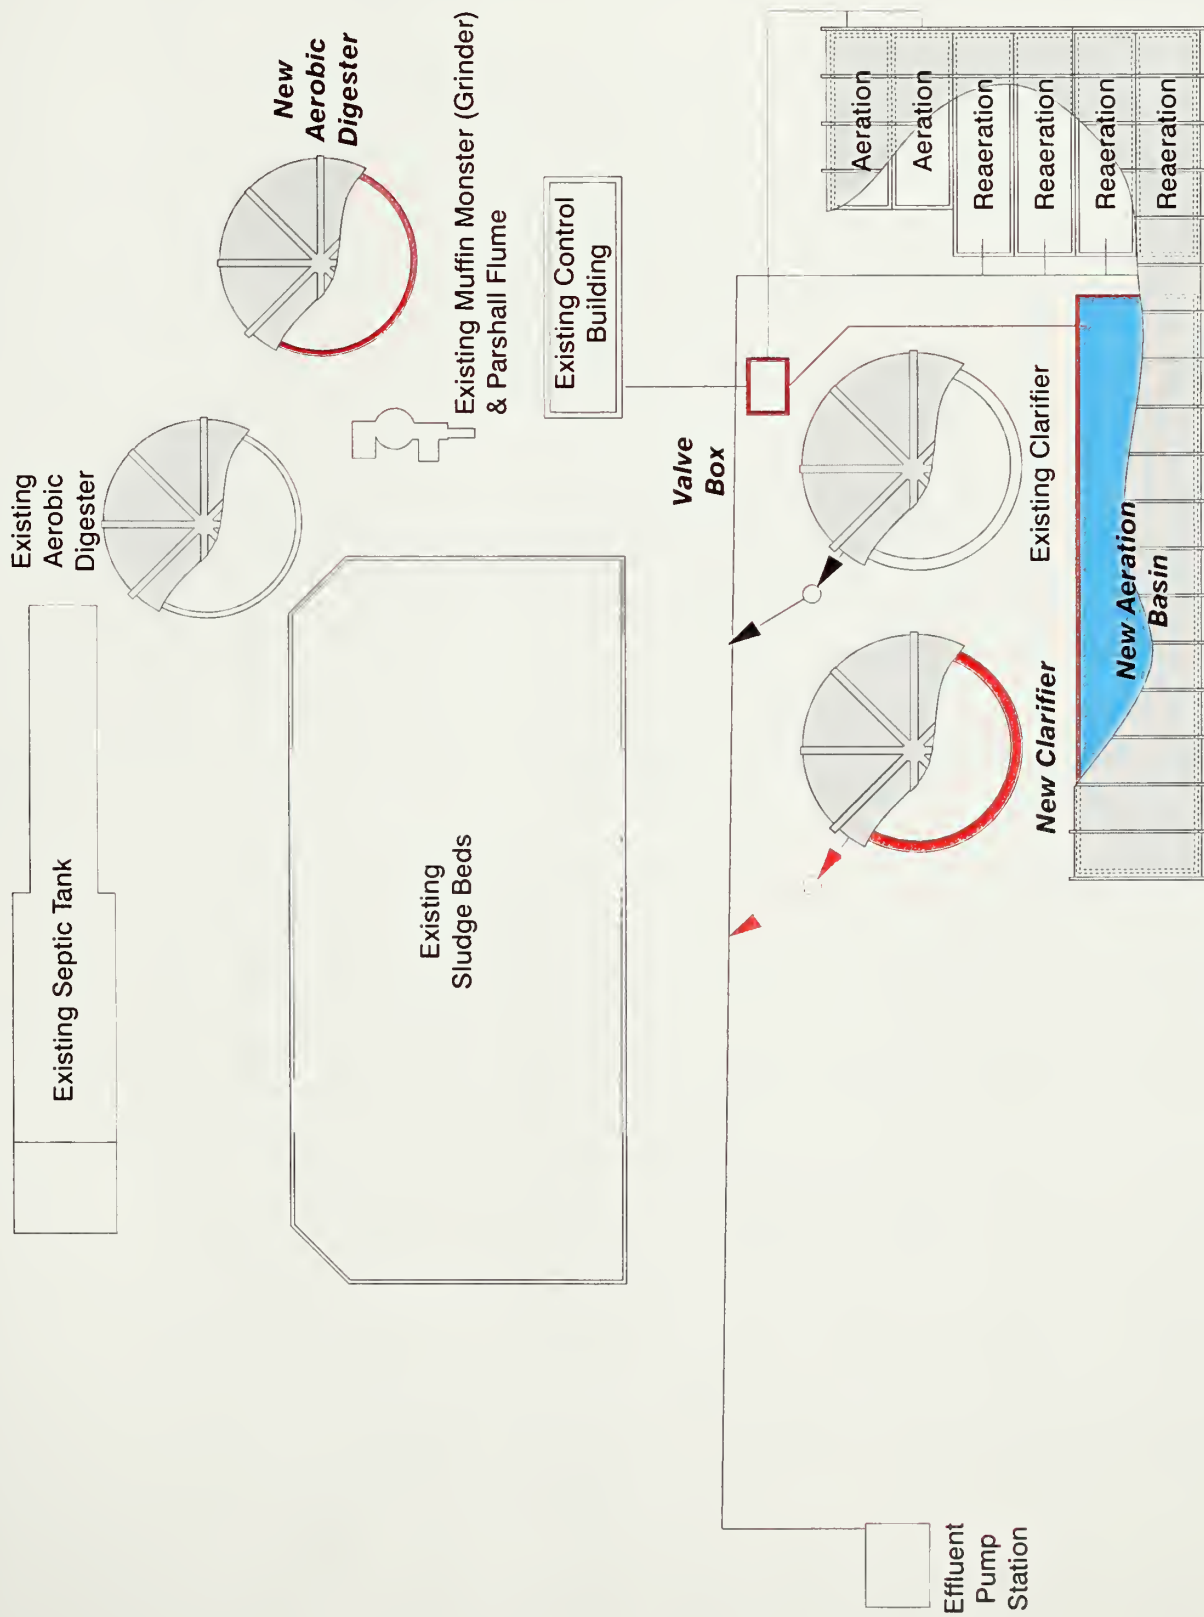 Existing Septic Tank
Existing
Aerobic
Digester
New
Aerobic
Digester
Existing
Sludge Beds
Existing Muffin Monster (Grinder)
& Parshall Flume
Existing Control
Building
Valve
Box
Effluent
Pump
Station
New Clarifier
Existing Clarifier
New Aeration
Basin
Aeration
Aeration
Reaeration
Reaeration
Reaeration
Reaeration